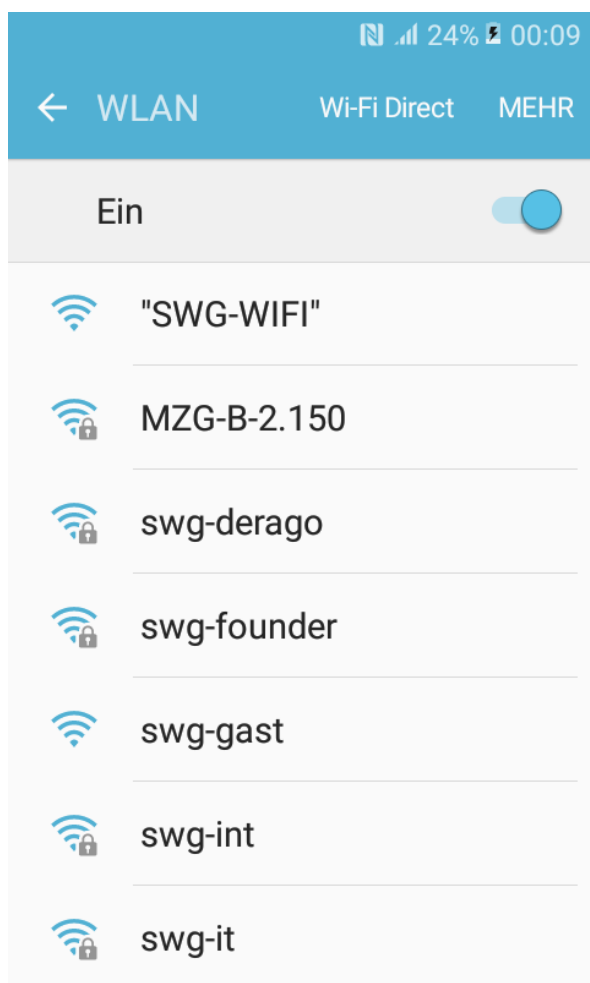 24% 00:09
WLAN Wi-Fi Direct MEHR
Ein
"SWG-WIFI"
MZG-B-2.150
swg-derago
swg-founder
swg-gast
swg-int
swg-it